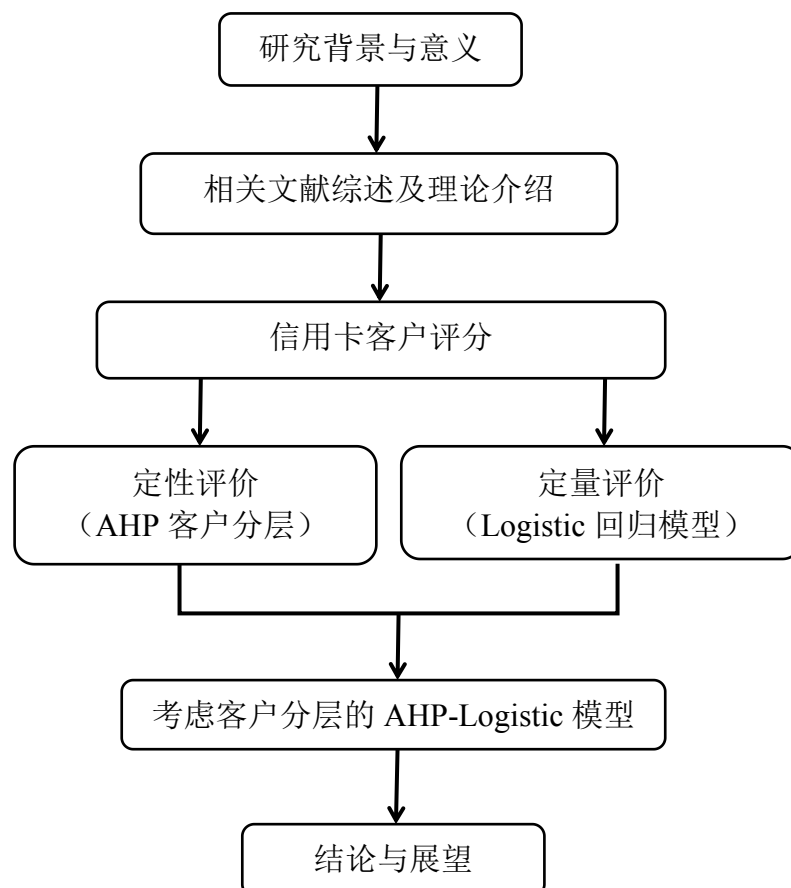 研究背景与意义
相关文献综述及理论介绍
信用卡客户评分
定性评价
（AHP 客户分层）
定量评价
（Logistic 回归模型）
考虑客户分层的 AHP-Logistic 模型
结论与展望